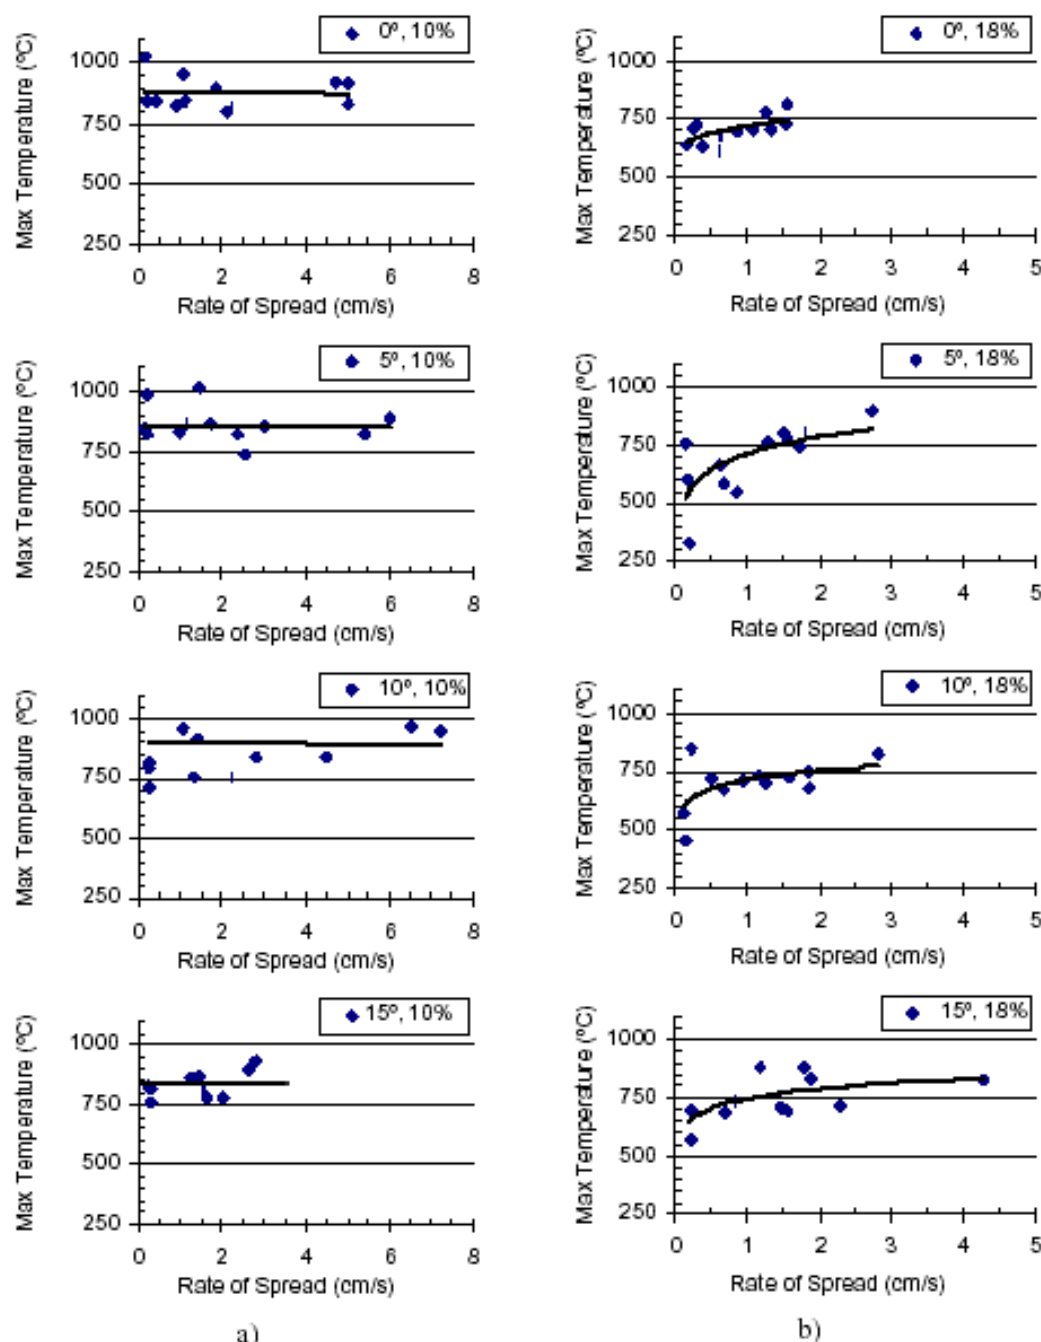 0º, 10%
Max Temperature (ºC)
1000
750
500
250
0 2 4 6 8
Rate of Spread (cm/s)
5º, 10%
Max Temperature (ºC)
1000
750
500
250
0 2 4 6 8
Rate of Spread (cm/s)
10º, 10%
Max Temperature (ºC)
1000
750
500
250
0 2 4 6 8
Rate of Spread (cm/s)
15º, 10%
Max Temperature (ºC)
1000
750
500
250
0 2 4 6 8
Rate of Spread (cm/s)
a)
0º, 18%
Max Temperature (ºC)
1000
750
500
250
0 1 2 3 4 5
Rate of Spread (cm/s)
5º, 18%
Max Temperature (ºC)
1000
750
500
250
0 1 2 3 4 5
Rate of Spread (cm/s)
10º, 18%
Max Temperature (ºC)
1000
750
500
250
0 1 2 3 4 5
Rate of Spread (cm/s)
15º, 18%
Max Temperature (ºC)
1000
750
500
250
0 1 2 3 4 5
Rate of Spread (cm/s)
b)